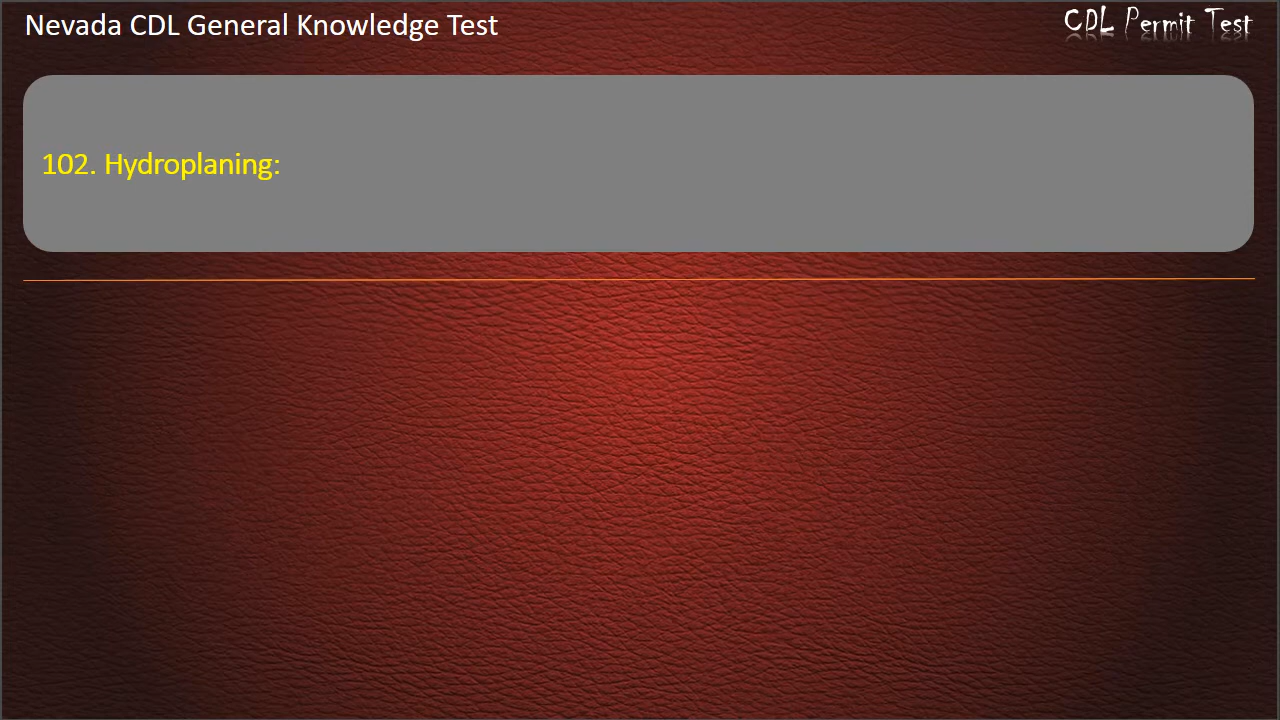 Nevada CDL General Knowledge Test
CDL Permit Test
102. Hydroplaning: